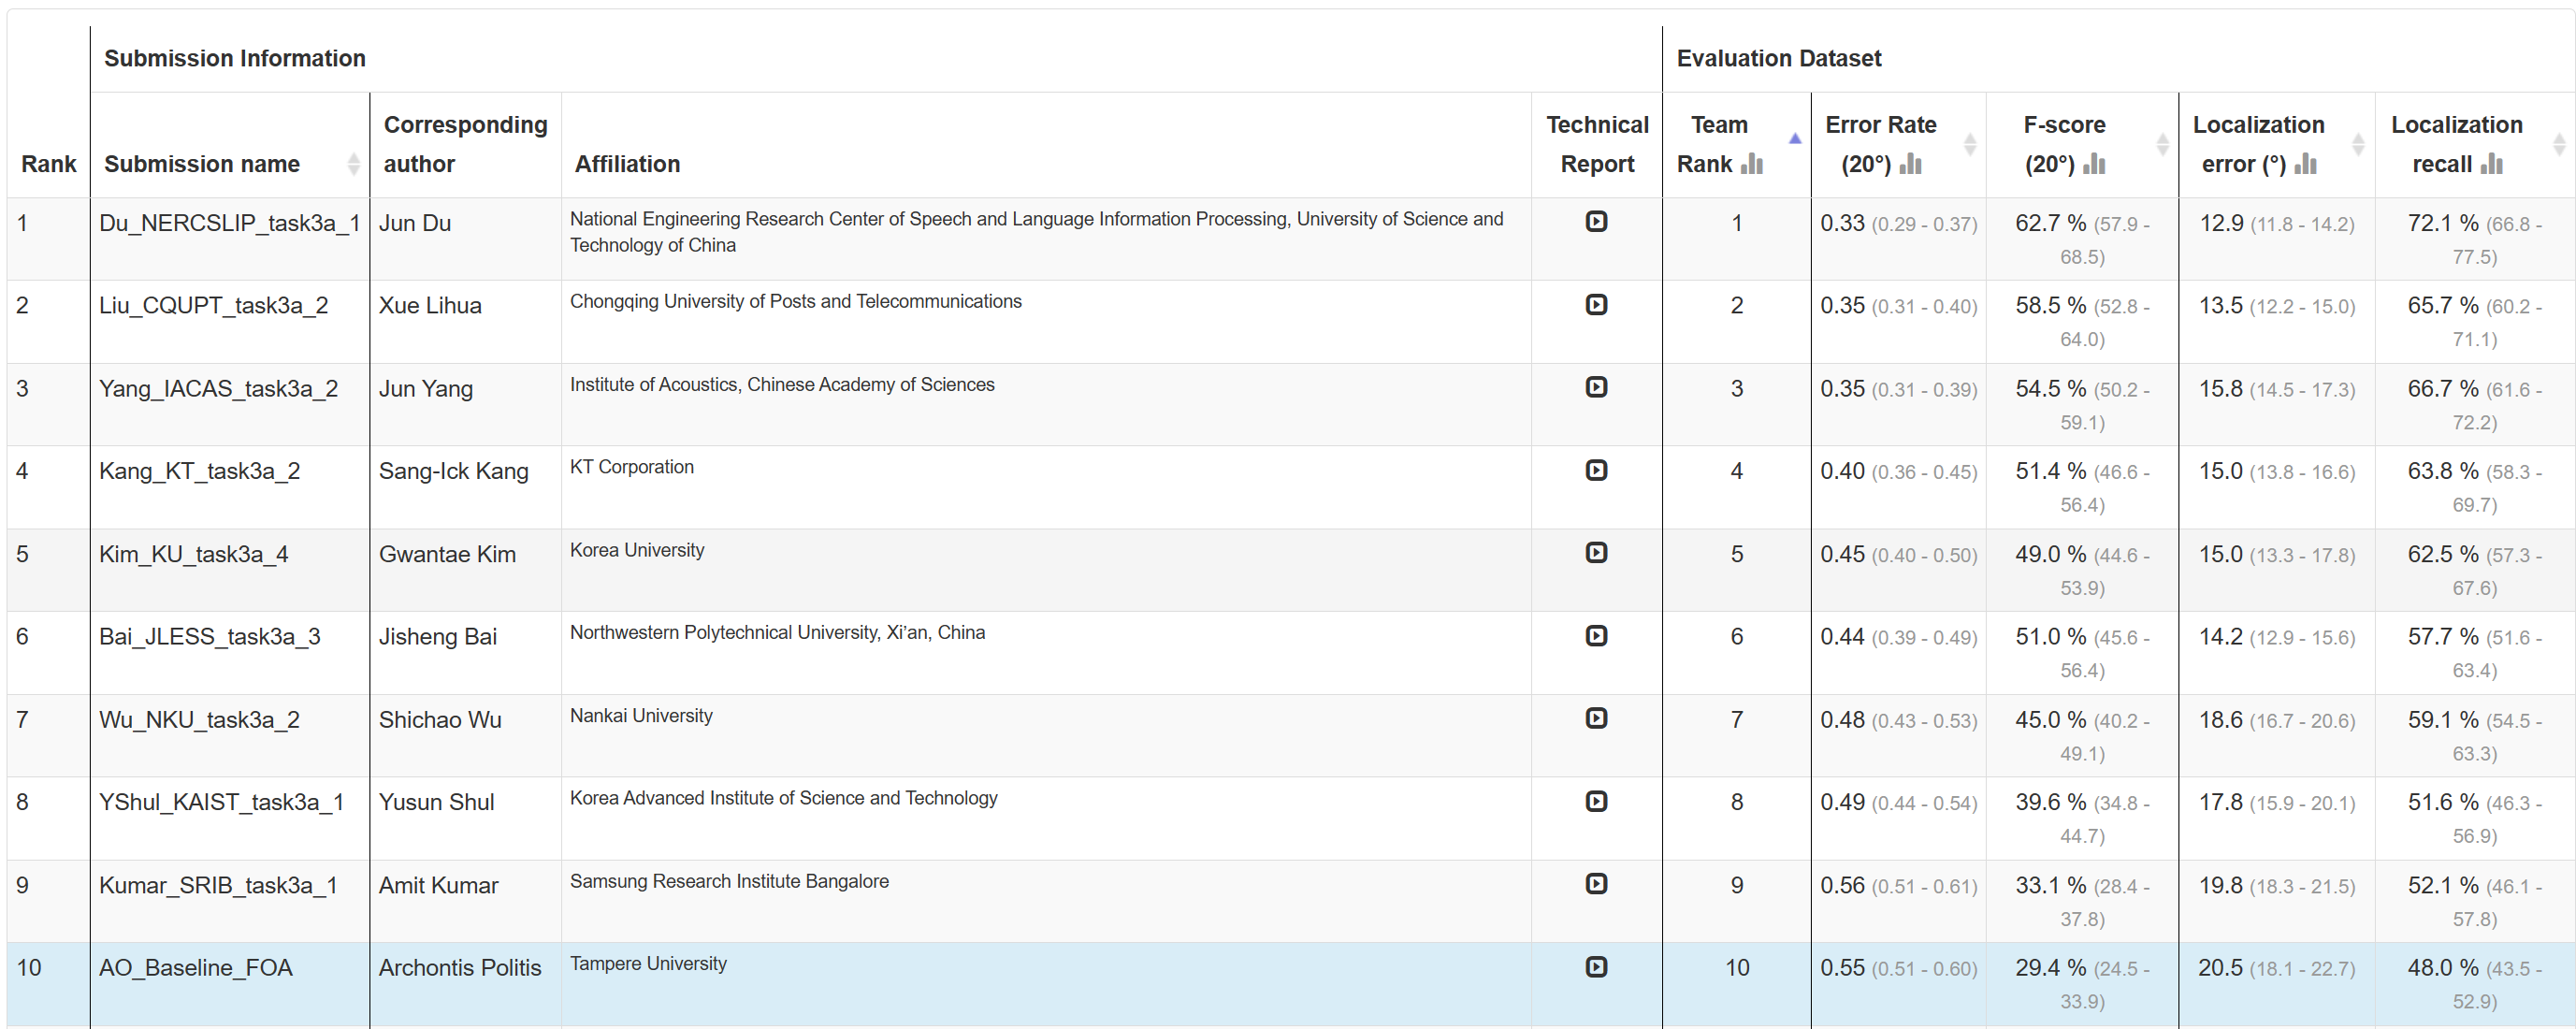 Submission Information Evaluation Dataset
Rank Submission name Corresponding author Affiliation Technical Report Team Rank Error Rate (20°) F-score (20°) Localization error (°) Localization recall
1 Du_NERCSLIP_task3a_1 Jun Du National Engineering Research Center of Speech and Language Information Processing, University of Science and Technology of China 1 0.33 (0.29 - 0.37) 62.7 % (57.9 - 68.5) 12.9 (11.8 - 14.2) 72.1 % (66.8 - 77.5)
2 Liu_CQUPT_task3a_2 Xue Lihua Chongqing University of Posts and Telecommunications 2 0.35 (0.31 - 0.40) 58.5 % (52.8 - 64.0) 13.5 (12.2 - 15.0) 65.7 % (60.2 - 71.1)
3 Yang_IACAS_task3a_2 Jun Yang Institute of Acoustics, Chinese Academy of Sciences 3 0.35 (0.31 - 0.39) 54.5 % (50.2 - 59.1) 15.8 (14.5 - 17.3) 66.7 % (61.6 - 72.2)
4 Kang_KT_task3a_2 Sang-Ick Kang KT Corporation 4 0.40 (0.36 - 0.45) 51.4 % (46.6 - 56.4) 15.0 (13.8 - 16.6) 63.8 % (58.3 - 69.7)
5 Kim_KU_task3a_4 Gwantae Kim Korea University 5 0.45 (0.40 - 0.50) 49.0 % (44.6 - 53.9) 15.0 (13.3 - 17.8) 62.5 % (57.3 - 67.6)
6 Bai_JLESS_task3a_3 Jisheng Bai Northwestern Polytechnical University, Xi’an, China 6 0.44 (0.39 - 0.49) 51.0 % (45.6 - 56.4) 14.2 (12.9 - 15.6) 57.7 % (51.6 - 63.4)
7 Wu_NKU_task3a_2 Shichao Wu Nankai University 7 0.48 (0.43 - 0.53) 45.0 % (40.2 - 49.1) 18.6 (16.7 - 20.6) 59.1 % (54.5 - 63.3)
8 YShul_KAIST_task3a_1 Yusun Shul Korea Advanced Institute of Science and Technology 8 0.49 (0.44 - 0.54) 39.6 % (34.8 - 44.7) 17.8 (15.9 - 20.1) 51.6 % (46.3 - 56.9)
9 Kumar_SRIB_task3a_1 Amit Kumar Samsung Research Institute Bangalore 9 0.56 (0.51 - 0.61) 33.1 % (28.4 - 37.8) 19.8 (18.3 - 21.5) 52.1 % (46.1 - 57.8)
10 AO_Baseline_FOA Archontis Politis Tampere University 10 0.55 (0.51 - 0.60) 29.4 % (24.5 - 33.9) 20.5 (18.1 - 22.7) 48.0 % (43.5 - 52.9)